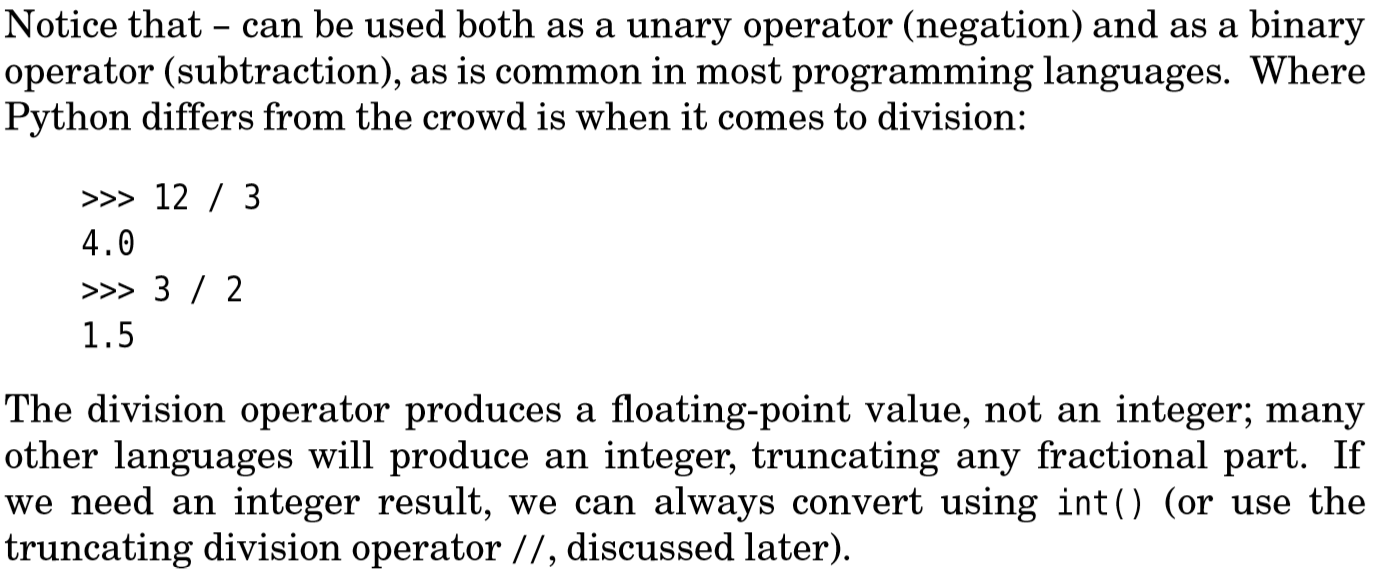 Notice that – can be used both as a unary operator (negation) and as a binary
operator (subtraction), as is common in most programming languages. Where
Python differs from the crowd is when it comes to division:
>>> 12 / 3
4.0
>>> 3 / 2
1.5
The division operator produces a floating-point value, not an integer; many
other languages will produce an integer, truncating any fractional part. If
we need an integer result, we can always convert using int() (or use the
truncating division operator //, discussed later).